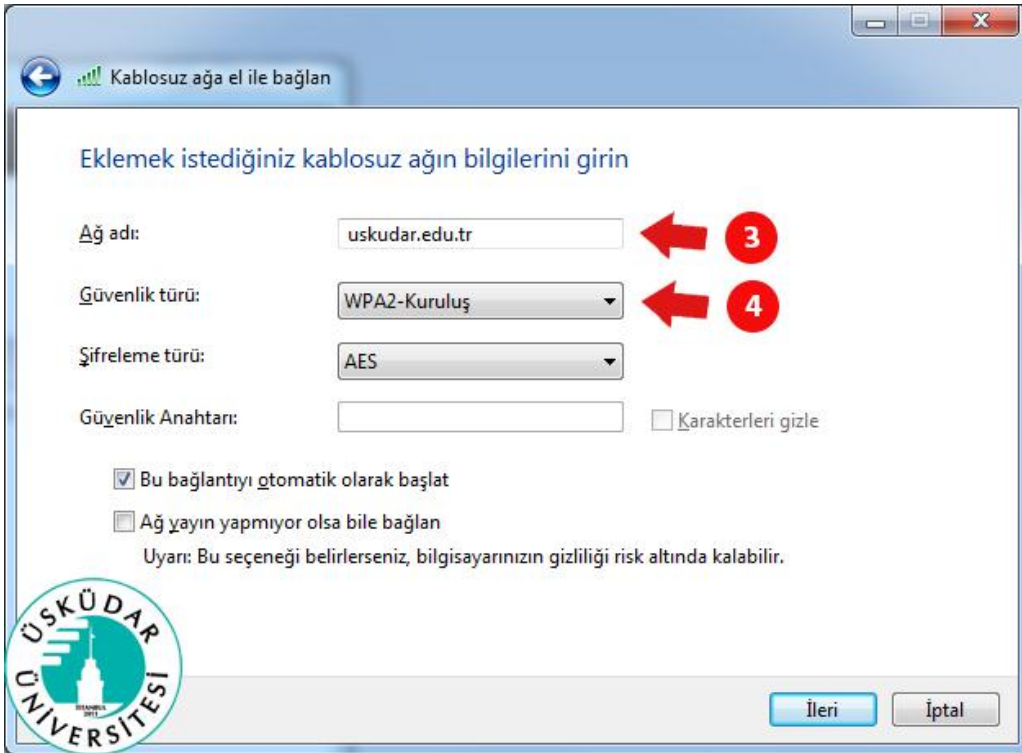 Kablosuz ağa el ile bağlan
Eklemek istediğiniz kablosuz ağın bilgilerini girin
Ağ adı: uskudar.edu.tr 3
Güvenlik türü: WPA2-Kuruluş 4
Şifreleme türü: AES
Güvenlik Anahtarı: Karakterleri gizle
Bu bağlantıyı otomatik olarak başlat
Ağ yayın yapmıyor olsa bile bağlan
Uyarı: Bu seçeneği belirlerseniz, bilgisayarınızın gizliliği risk altında kalabilir.
ÜSKÜDAR
ÜNİVERSİTESİ
İSTANBUL
2011
İleri İptal